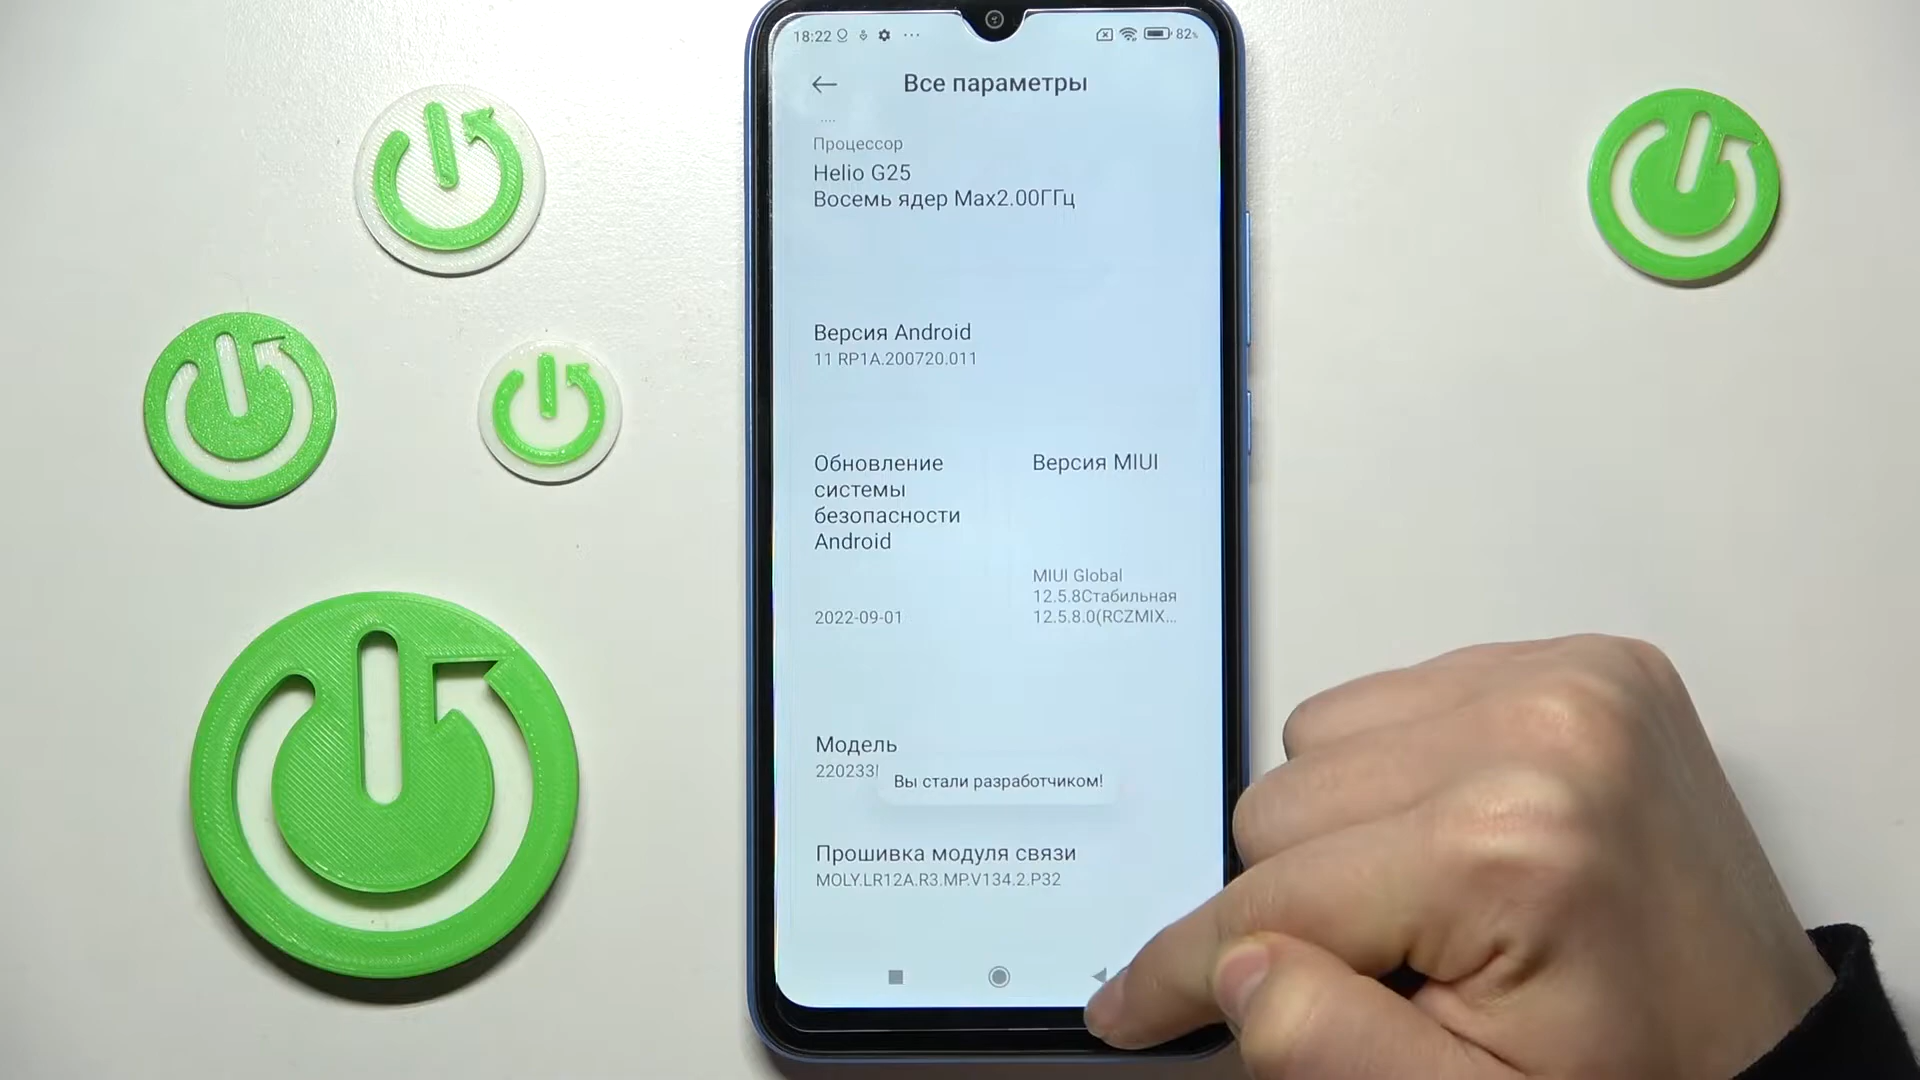 18:22
82%
Все параметры
Процессор
Helio G25
Восемь ядер Max2.00ГГц
Версия Android
11 RP1A.200720.011
Обновление
системы
безопасности
Android
2022-09-01
Версия MIUI
MIUI Global
12.5.8Стабильная
12.5.8.0(RCZMIX...
Модель
220233
Вы стали разработчиком!
Прошивка модуля связи
MOLY.LR12A.R3.MP.V134.2.P32